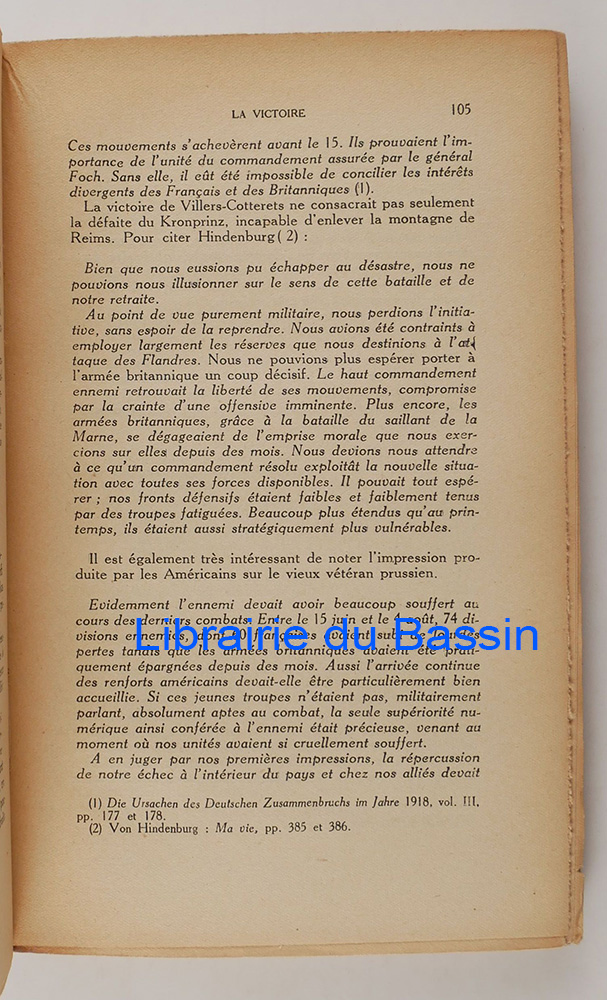 LA VICTOIRE 105
Ces mouvements s'achevèrent avant le 15. Ils prouvaient l'im-
portance de l'unité du commandement assurée par le général
Foch. Sans elle, il eût été impossible de concilier les intérêts
divergents des Français et des Britanniques (1).
La victoire de Villers-Cotterets ne consacrait pas seulement
la défaite du Kronprinz, incapable d'enlever la montagne de
Reims. Pour citer Hindenburg( 2) :
Bien que nous eussions pu échapper au désastre, nous ne
pouvions nous illusionner sur le sens de cette bataille et de
notre retraite.
Au point de vue purement militaire, nous perdions l'initia-
tive, sans espoir de la reprendre. Nous avions été contraints à
employer largement les réserves que nous destinions à l'at-
taque des Flandres. Nous ne pouvions plus espérer porter à
l'armée britannique un coup décisif. Le haut commandement
ennemi retrouvait la liberté de ses mouvements, compromise
par la crainte d'une offensive imminente. Plus encore, les
armées britanniques, grâce à la bataille du saillant de la
Marne, se dégageaient de l'emprise morale que nous exer-
cions sur elles depuis des mois. Nous devions nous attendre
à ce qu'un commandement résolu exploitât la nouvelle situa-
tion avec toutes ses forces disponibles. Il pouvait tout espé-
rer ; nos fronts défensifs étaient faibles et faiblement tenus
par des troupes fatiguées. Beaucoup plus étendus qu'au prin-
temps, ils étaient aussi stratégiquement plus vulnérables.
Il est également très intéressant de noter l'impression pro-
duite par les Américains sur le vieux vétéran prussien.
Evidemment l'ennemi devait avoir beaucoup souffert au
cours des derniers combats. Entre le 15 juin et le 4 août, 74 di-
visions ennemies, dont 60 françaises avaient subi de lourdes
Librairie du Bassin
pertes tandis que les armées britanniques avaient été prati-
quement épargnées depuis des mois. Aussi l'arrivée continue
des renforts américains devait-elle être particulièrement bien
accueillie. Si ces jeunes troupes n'étaient pas, militairement
parlant, absolument aptes au combat, la seule supériorité nu-
mérique ainsi conférée à l'ennemi était précieuse, venant au
moment où nos unités avaient si cruellement souffert.
A en juger par nos premières impressions, la répercussion
de notre échec à l'intérieur du pays et chez nos alliés devait
(1) Die Ursachen des Deutschen Zusammenbruchs im Jahre 1918, vol. III,
pp. 177 et 178.
(2) Von Hindenburg : Ma vie, pp. 385 et 386.